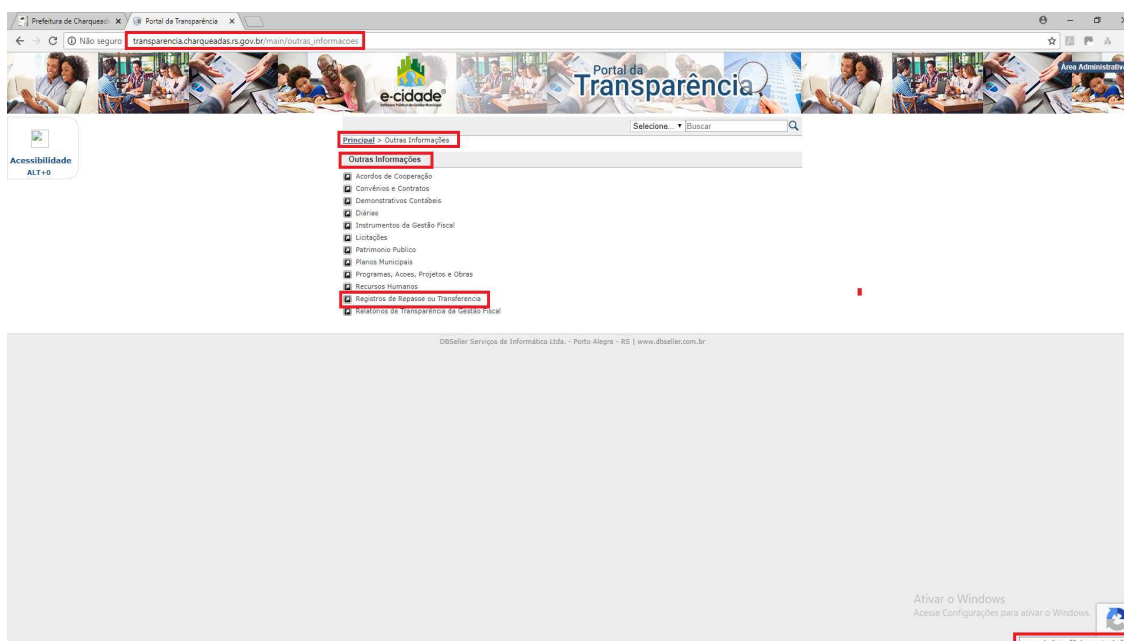 Prefeitura de Charquead
Portal da Transparência
Não seguro
transparencia.charqueadas.rs.gov.br/main/outras_informacoes
e-cidade
Portal da
Transparência
Área Administrativa
Selecione...
Buscar
Principal > Outras Informações
Acessibilidade
ALT+0
Outras Informações
Acordos de Cooperação
Convênios e Contratos
Demonstrativos Contábeis
Diárias
Instrumentos da Gestão Fiscal
Licitações
Patrimonio Publico
Planos Municipais
Programas, Acoes, Projetos e Obras
Recursos Humanos
Registros de Repasse ou Transferencia
Relatórios de Transparência da Gestão Fiscal
DBSeller Serviços de Informática Ltda. - Porto Alegre - RS | www.dbseller.com.br
Ativar o Windows
Acesse Configurações para ativar o Windows.